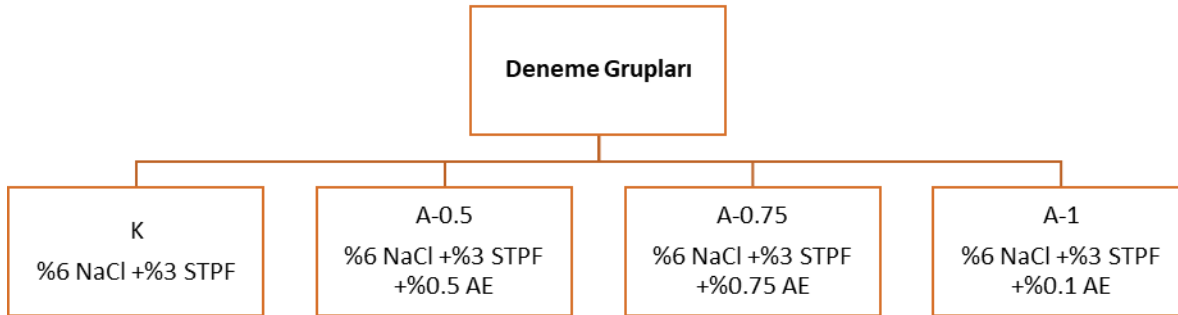 Deneme Grupları
K
%6 NaCl +%3 STPF
A-0.5
%6 NaCl +%3 STPF
+%0.5 AE
A-0.75
%6 NaCl +%3 STPF
+%0.75 AE
A-1
%6 NaCl +%3 STPF
+%0.1 AE